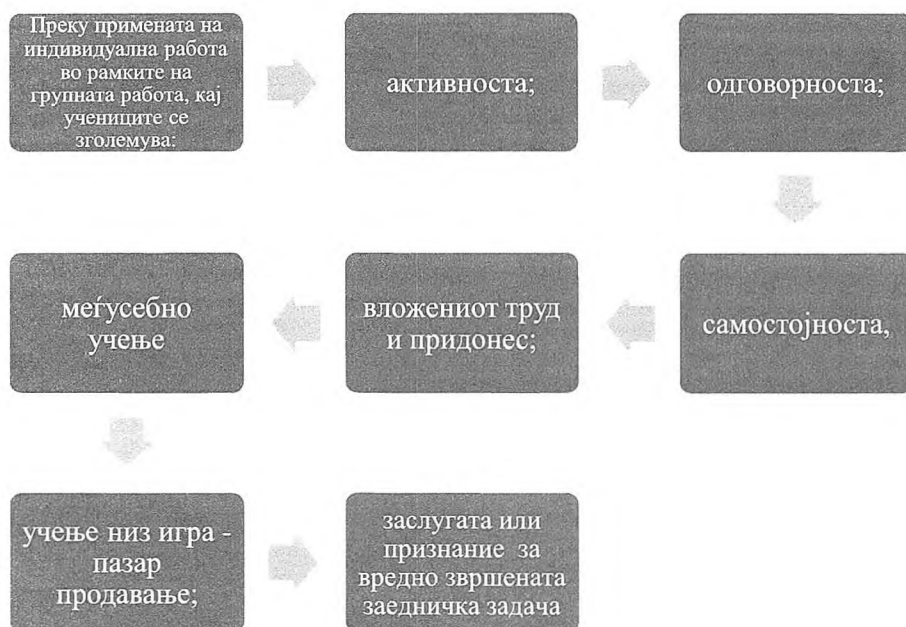 Преку примената на
индивидуална работа
во рамките на
групната работа, кај
учениците се
зголемува:
активноста;
одговорноста;
самостојноста,
вложениот труд
и придонес;
меѓусебно
учење
учење низ игра -
пазар
продавање;
заслугата или
признание за
вредно звршената
заедничка задача